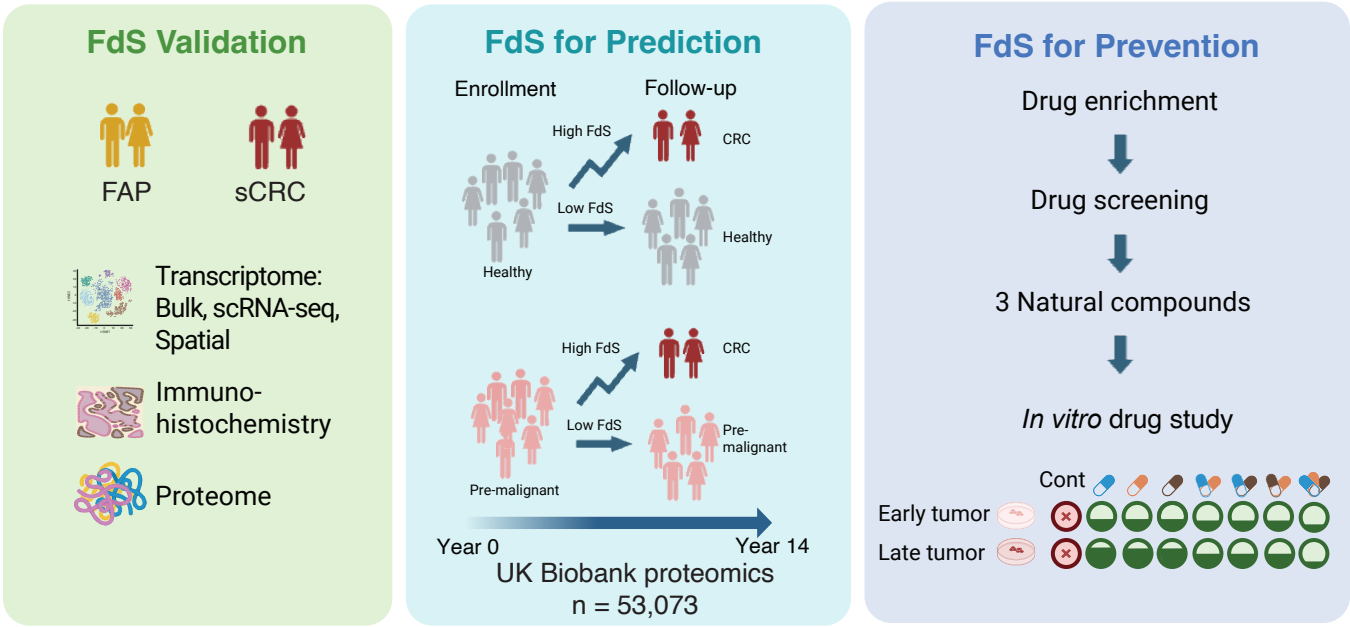 FdS Validation
FAP
sCRC
Transcriptome:
Bulk, scRNA-seq,
Spatial
Immuno-
histochemistry
Proteome
FdS for Prediction
Enrollment
Follow-up
High FdS
CRC
Low FdS
Healthy
Healthy
High FdS
CRC
Low FdS
Pre-
malignant
Pre-malignant
Year 0
Year 14
UK Biobank proteomics
n = 53,073
FdS for Prevention
Drug enrichment
Drug screening
3 Natural compounds
In vitro drug study
Cont
Early tumor
Late tumor